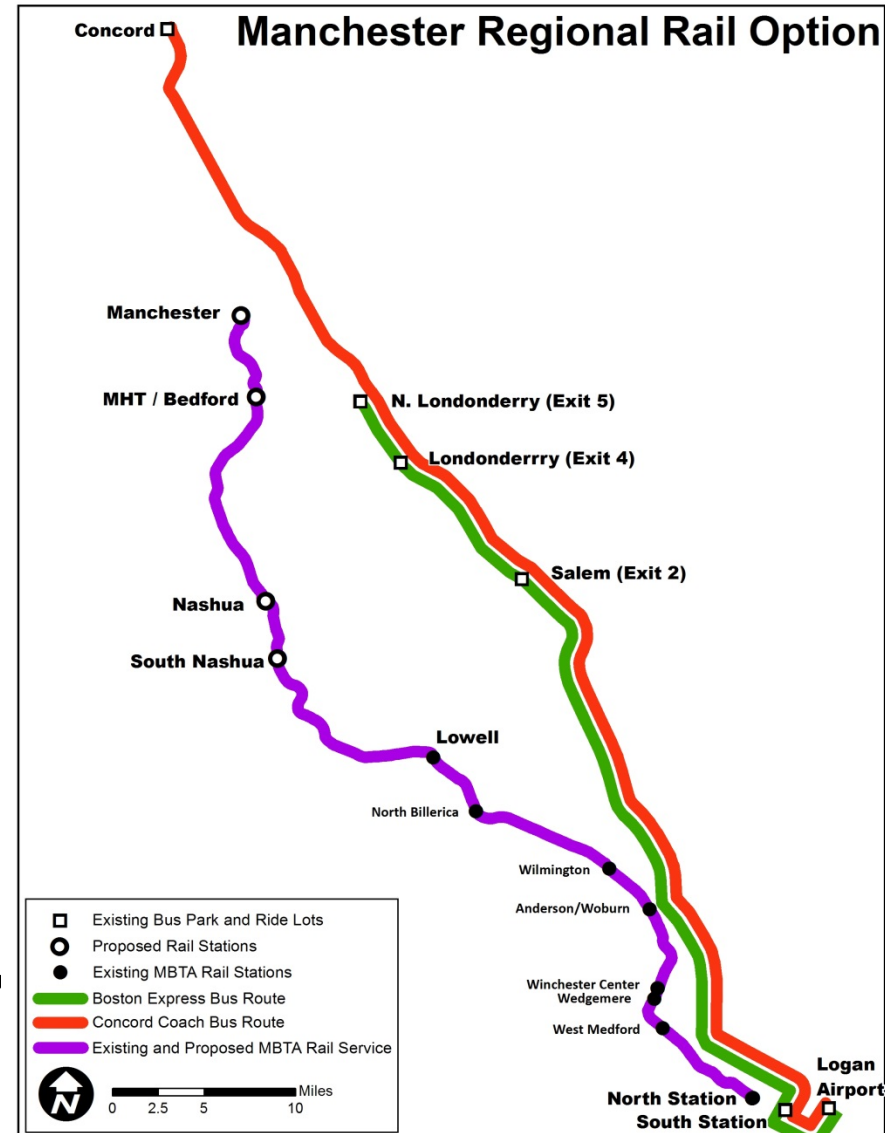 Manchester Regional Rail Option
Concord
Manchester
MHT / Bedford
N. Londonderry (Exit 5)
Londonderrry (Exit 4)
Salem (Exit 2)
Nashua
South Nashua
Lowell
North Billerica
Wilmington
Anderson/Woburn
Winchester Center
Wedgemere
West Medford
Logan
Airport
North Station
South Station
Existing Bus Park and Ride Lots
Proposed Rail Stations
Existing MBTA Rail Stations
Boston Express Bus Route
Concord Coach Bus Route
Existing and Proposed MBTA Rail Service
N
Miles
0 2.5 5 10